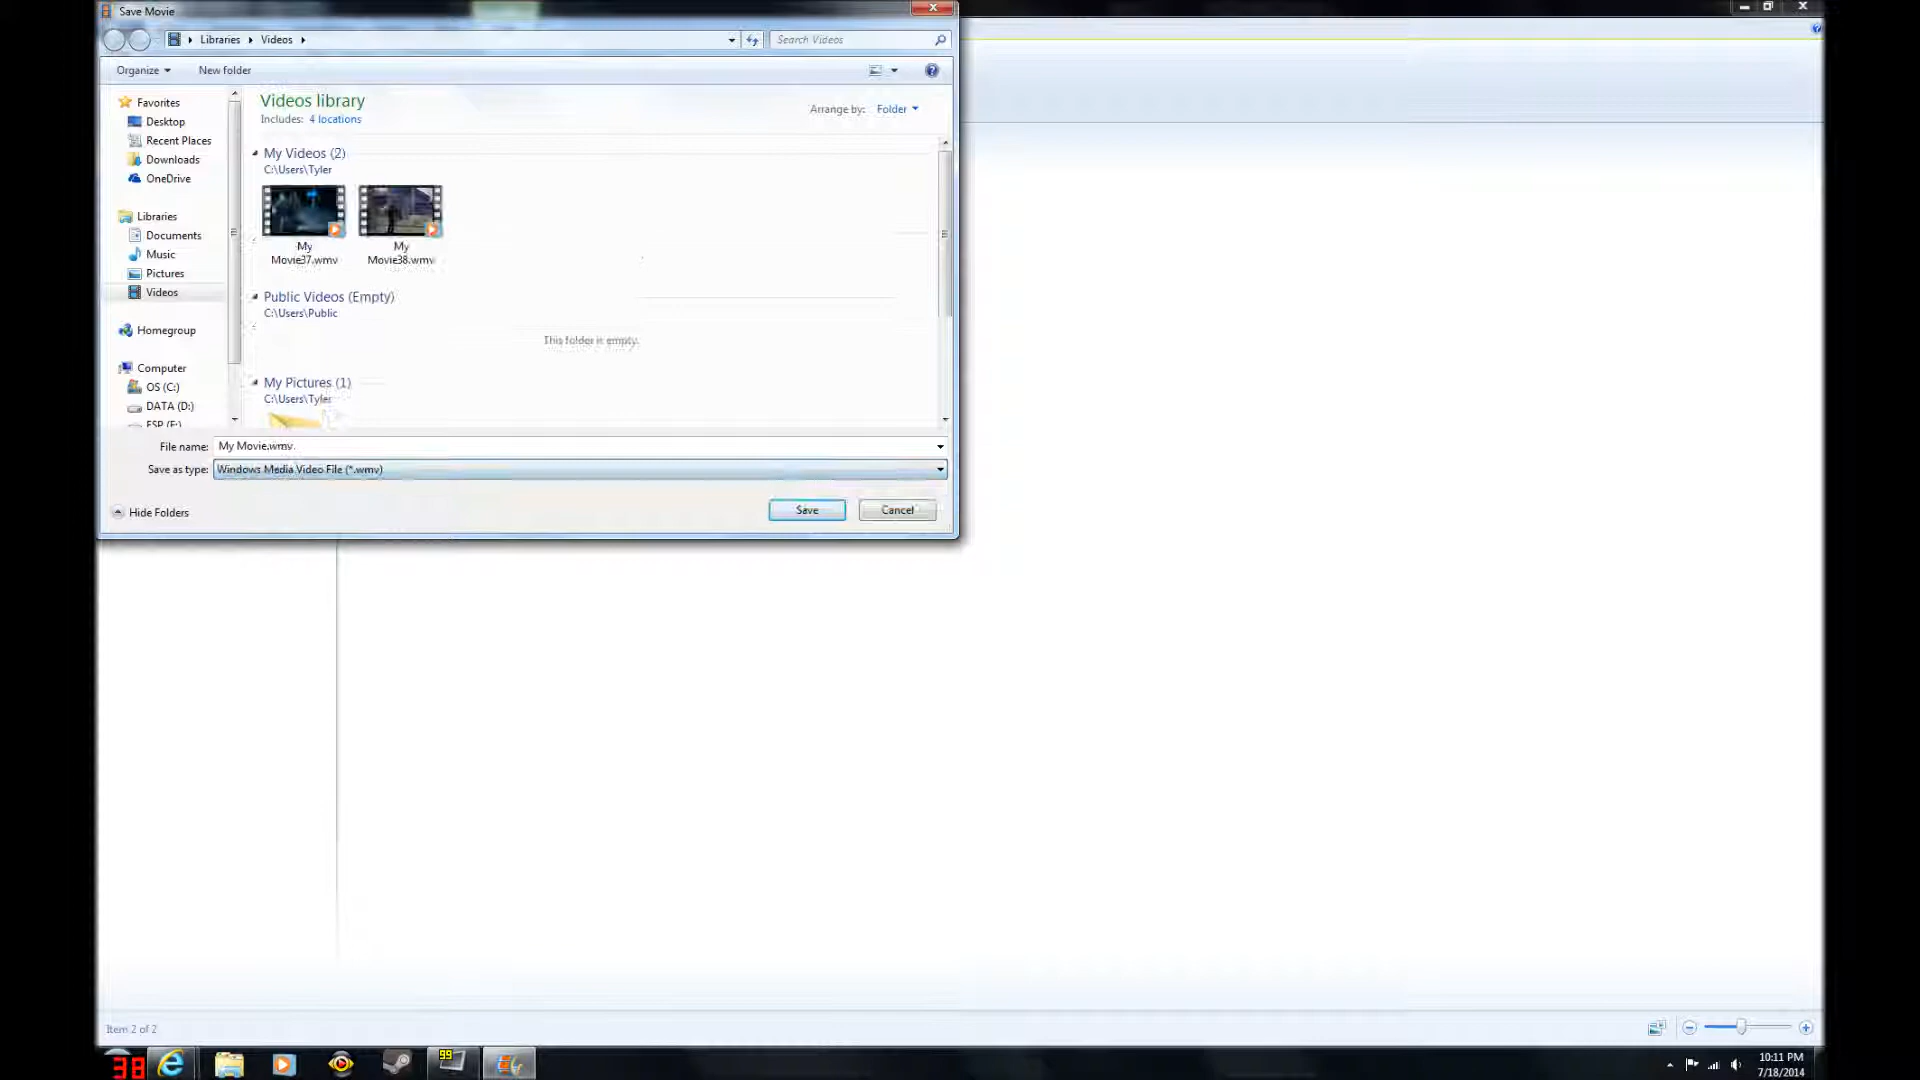 Save Movie
Libraries Videos
Search Videos
Organize New folder
Favorites
Desktop
Recent Places
Downloads
OneDrive
Libraries
Documents
Music
Pictures
Videos
Homegroup
Computer
OS (C:)
DATA (D:)
ESP (F:)
Videos library
Includes: 4 locations
Arrange by: Folder
My Videos (2)
C:\Users\Tyler
My Movie37.wmv
My Movie38.wmv
Public Videos (Empty)
C:\Users\Public
This folder is empty.
My Pictures (1)
C:\Users\Tyler
File name: My Movie.wmv
Save as type: Windows Media Video File (*.wmv)
Hide Folders
Save Cancel
Item 2 of 2
38
99
10:11 PM
7/18/2014